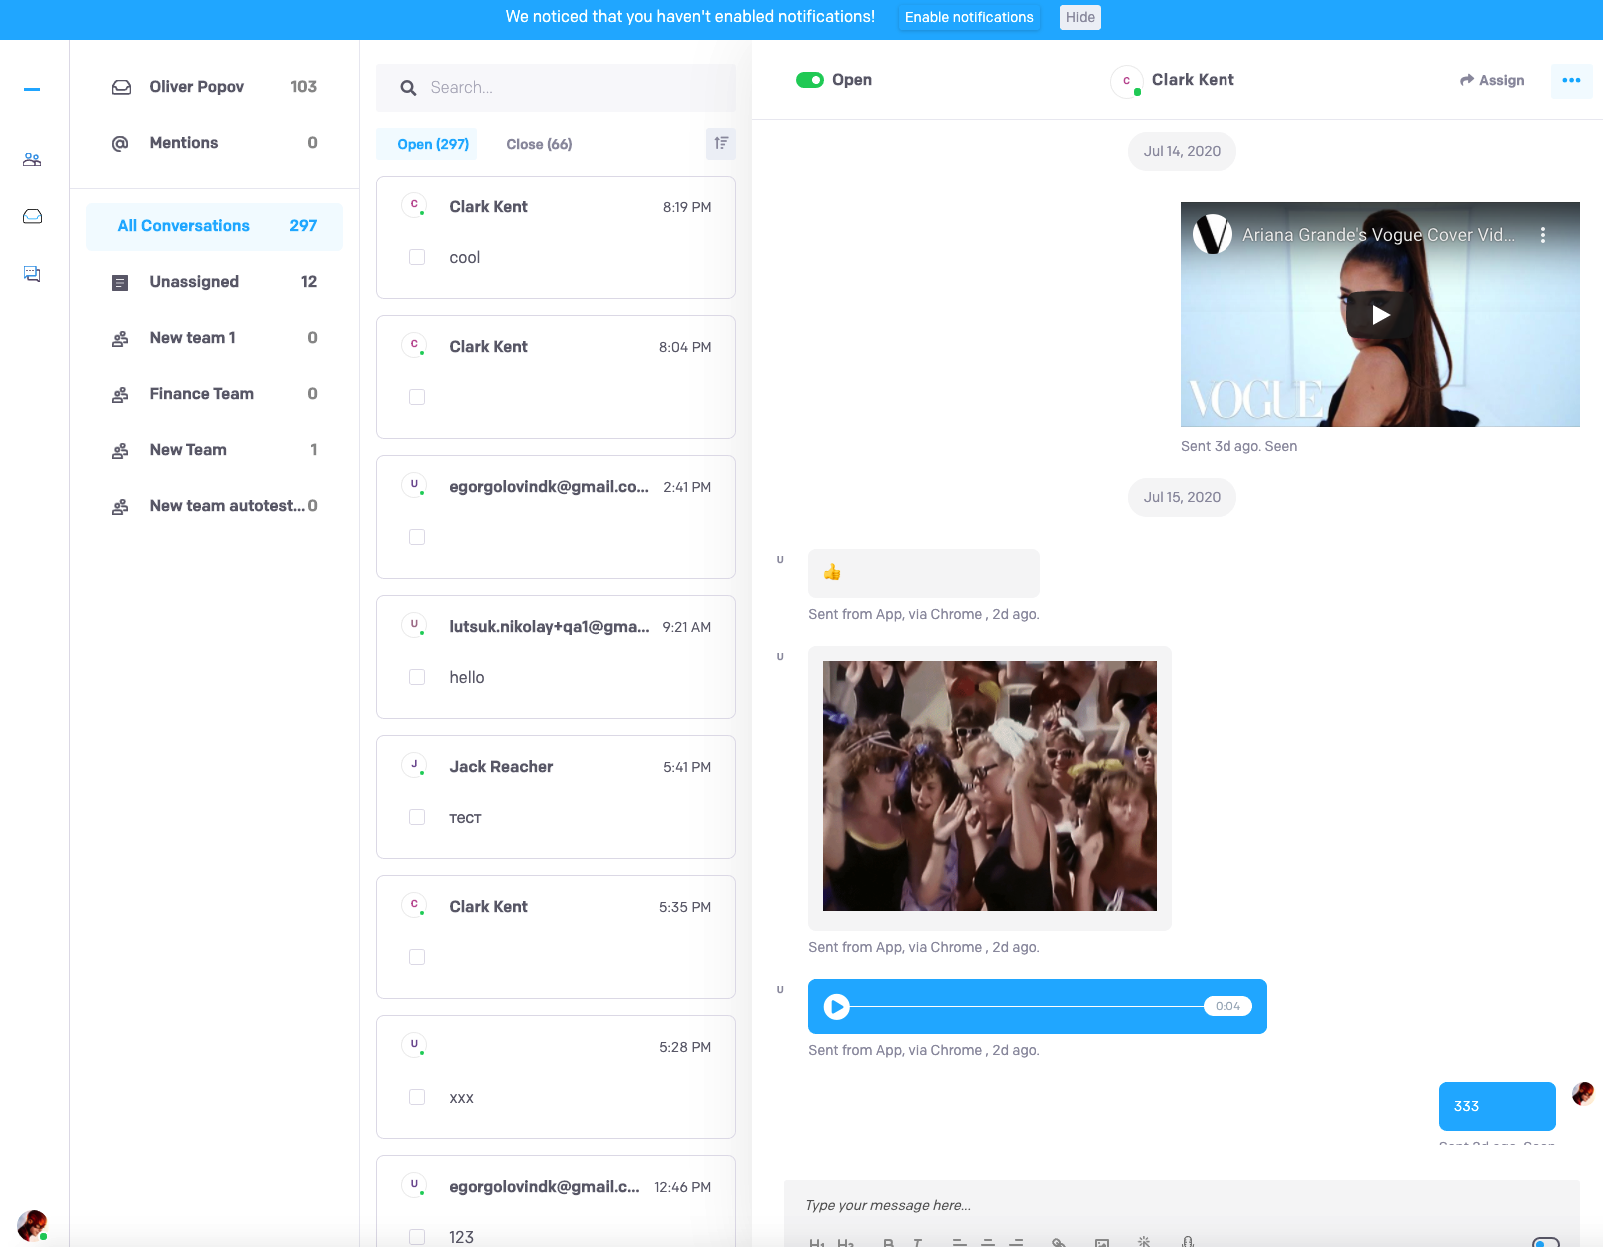 We noticed that you haven't enabled notifications!
Enable notifications
Hide
Oliver Popov 103
Mentions 0
All Conversations 297
Unassigned 12
New team 1 0
Finance Team 0
New Team 1
New team autotest... 0
Search...
Open (297)
Close (66)
C
Clark Kent 8:19 PM
cool
C
Clark Kent 8:04 PM
U
egorgolovindk@gmail.co... 2:41 PM
U
lutsuk.nikolay+qa1@gma... 9:21 AM
hello
J
Jack Reacher 5:41 PM
тест
C
Clark Kent 5:35 PM
U
5:28 PM
xxx
U
egorgolovindk@gmail.c... 12:46 PM
123
Open
C
Clark Kent
Assign
Jul 14, 2020
Ariana Grande's Vogue Cover Vid...
VOGUE
Sent 3d ago. Seen
Jul 15, 2020
U
👍
Sent from App, via Chrome , 2d ago.
U
Sent from App, via Chrome , 2d ago.
U
0:04
Sent from App, via Chrome , 2d ago.
333
Sent 2d ago. Seen
Type your message here...
H1 H2 B T